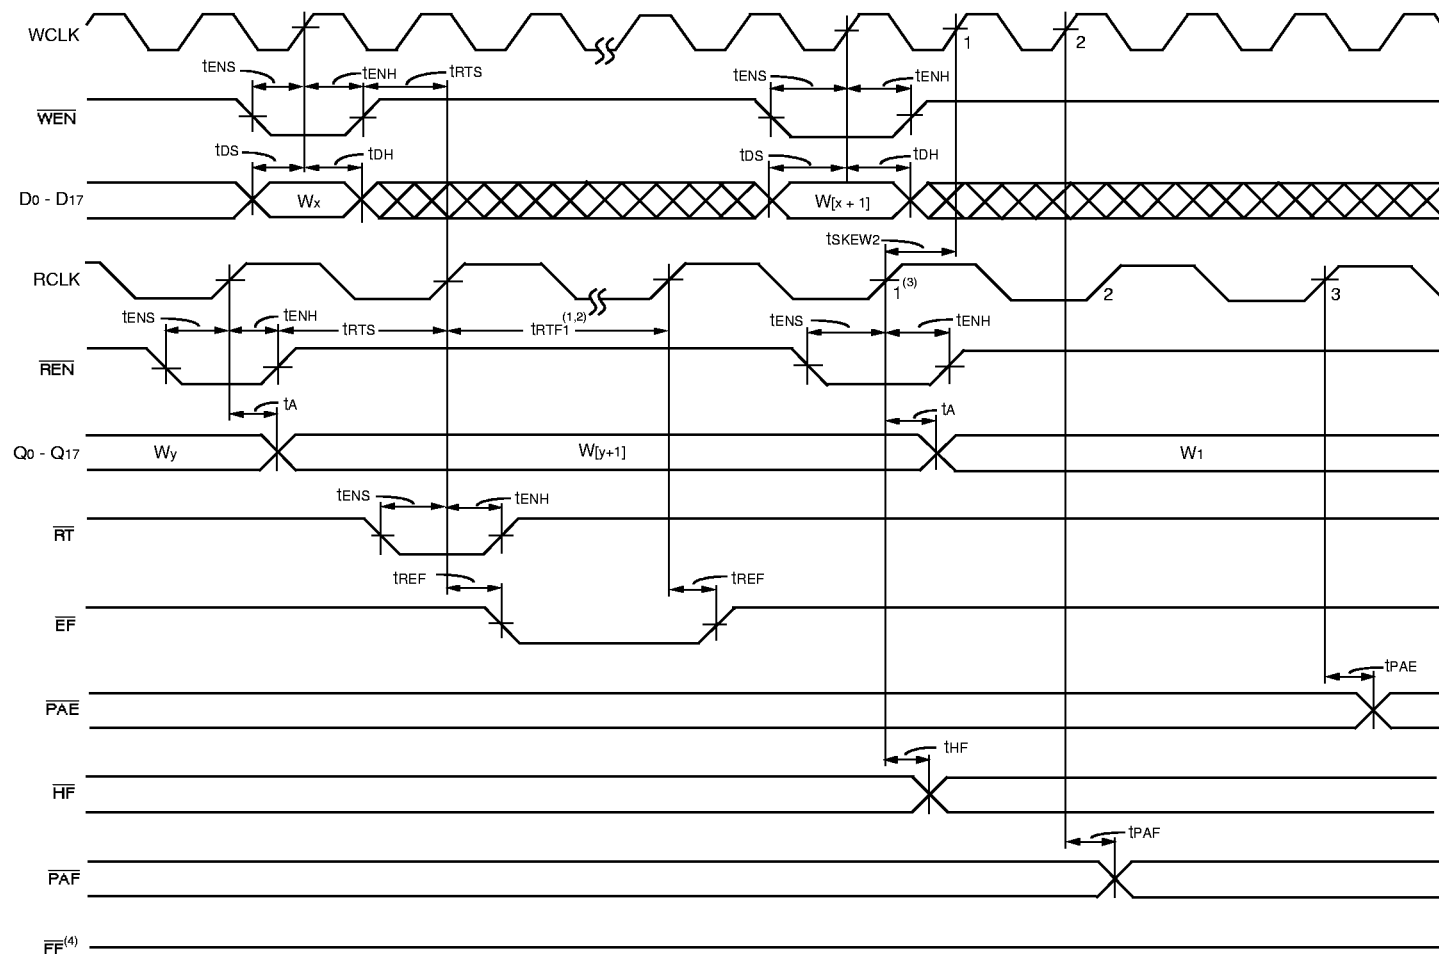 WCLK
1
2
tENS
tENH
tRTS
tENS
tENH
WEN
tDS
tDH
tDS
tDH
D0 - D17
Wx
W[x + 1]
tSKEW2
RCLK
1(3)
2
3
tENS
tENH
tRTS
tRTF1(1,2)
tENS
tENH
REN
tA
tA
Q0 - Q17
Wy
W[y+1]
W1
tENS
tENH
RT
tREF
tREF
EF
tPAE
PAE
tHF
HF
tPAF
PAF
FF(4)